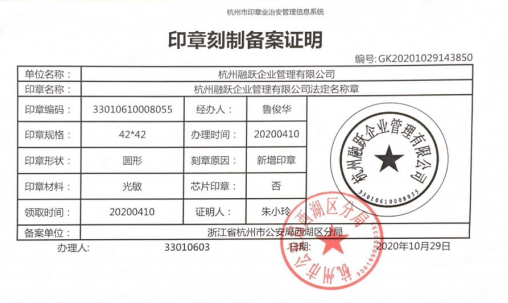 杭州市印章业治安管理信息系统
印章刻制备案证明
编号:GK20201029143850
单位名称: 杭州融跃企业管理有限公司
印章名称: 杭州融跃企业管理有限公司法定名称章
印章编码: 33010610008055 经办人: 鲁俊华
印章规格: 42*42 办理时间: 20200410
印章形状: 圆形 刻章原因: 新增印章
印章材料: 光敏 芯片印章: 否
领取时间: 20200410 证明人: 朱小玲
杭州融跃企业管理有限公司
33010610008055
备案单位: 浙江省杭州市公安局西湖区分局
办理人: 33010603 日期: 2020年10月29日
杭州市公安局西湖区分局